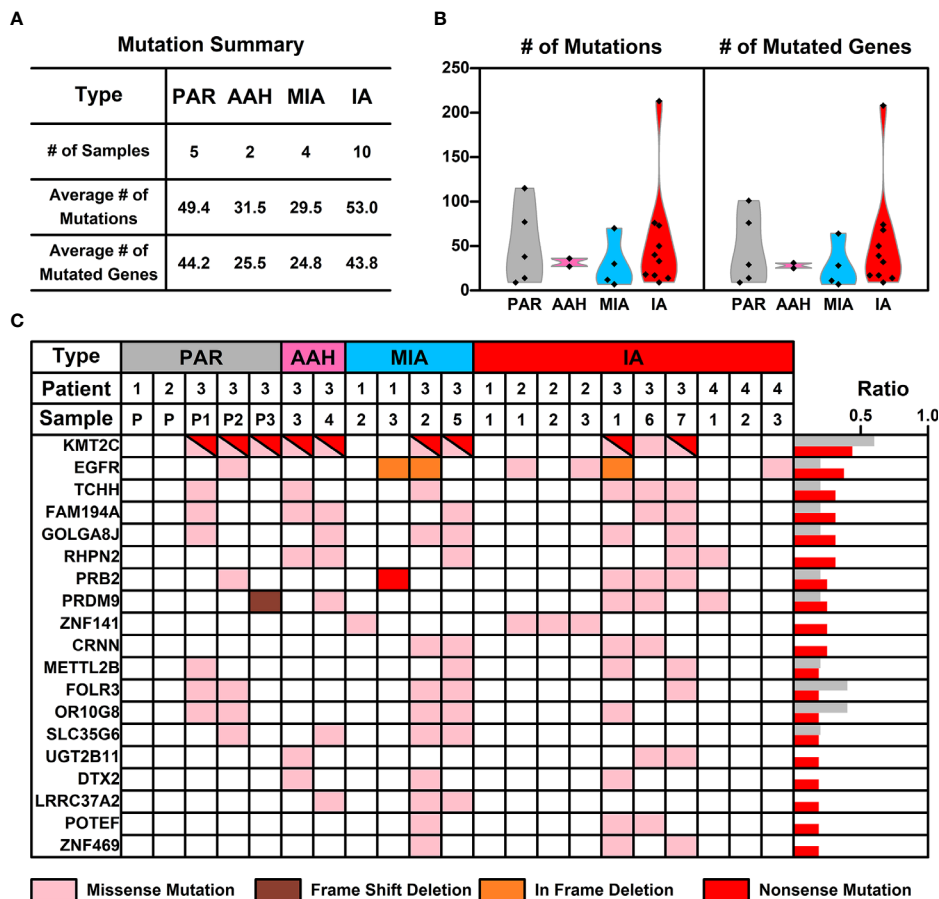 A
Mutation Summary
Type PAR AAH MIA IA
# of Samples 5 2 4 10
Average # of Mutations 49.4 31.5 29.5 53.0
Average # of Mutated Genes 44.2 25.5 24.8 43.8
B
# of Mutations # of Mutated Genes
250
200
150
100
50
0
PAR AAH MIA IA PAR AAH MIA IA
C
Type PAR AAH MIA IA
Patient 1 2 3 3 3 3 3 1 1 3 3 1 2 2 2 3 3 3 4 4 4 Ratio
Sample P P P1 P2 P3 3 4 2 3 2 5 1 1 2 3 1 6 7 1 2 3 0.5 1.0
KMT2C
EGFR
TCHH
FAM194A
GOLGA8J
RHPN2
PRB2
PRDM9
ZNF141
CRNN
METTL2B
FOLR3
OR10G8
SLC35G6
UGT2B11
DTX2
LRRC37A2
POTEF
ZNF469
Missense Mutation Frame Shift Deletion In Frame Deletion Nonsense Mutation